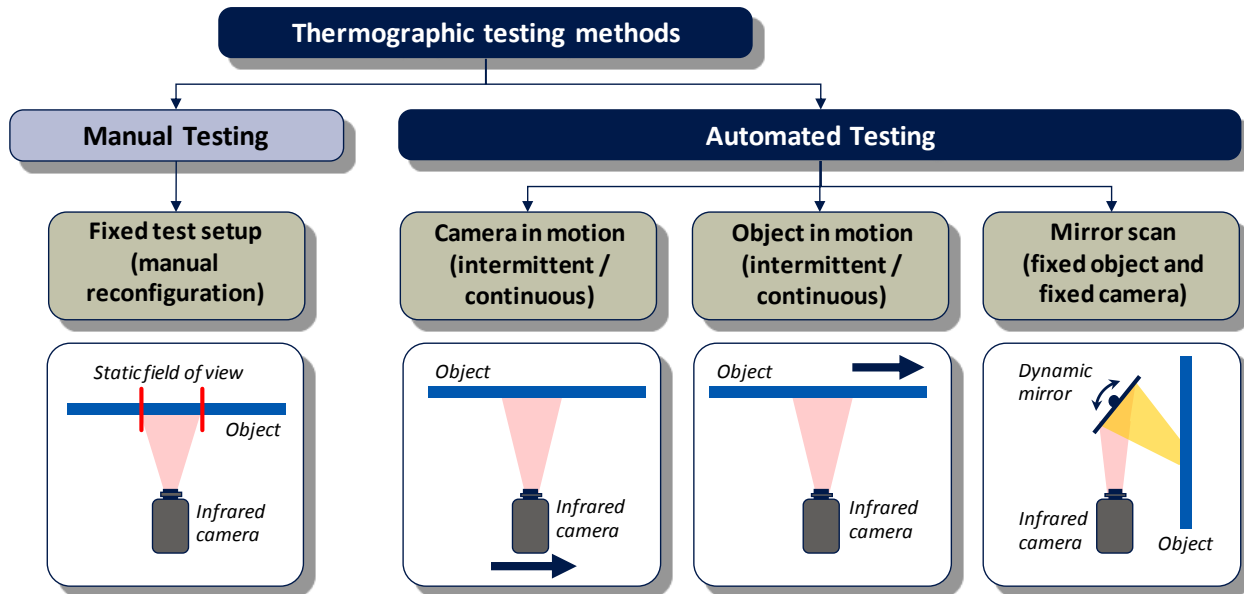 Thermographic testing methods
Manual Testing
Automated Testing
Fixed test setup
(manual
reconfiguration)
Camera in motion
(intermittent /
continuous)
Object in motion
(intermittent /
continuous)
Mirror scan
(fixed object and
fixed camera)
Static field of view
Object
Infrared
camera
Object
Infrared
camera
Object
Infrared
camera
Dynamic
mirror
Infrared
camera
Object